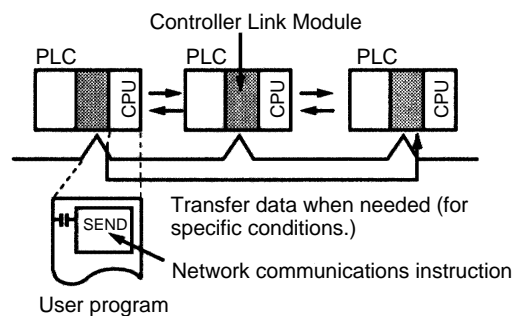 Controller Link Module
PLC
PLC
PLC
CPU
CPU
CPU
SEND
Transfer data when needed (for
specific conditions.)
Network communications instruction
User program